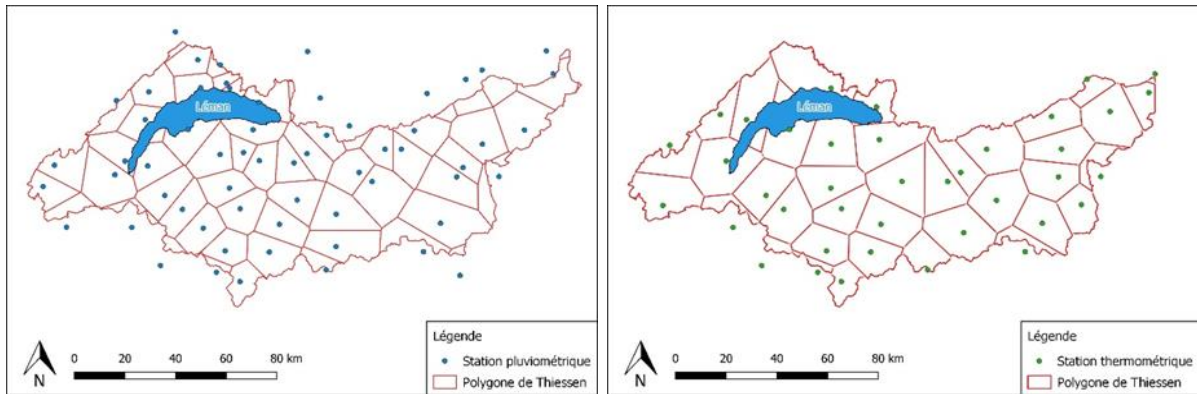 Léman
Légende
Station pluviométrique
Polygone de Thiessen
N
0 20 40 60 80 km
Léman
Légende
Station thermométrique
Polygone de Thiessen
N
0 20 40 60 80 km